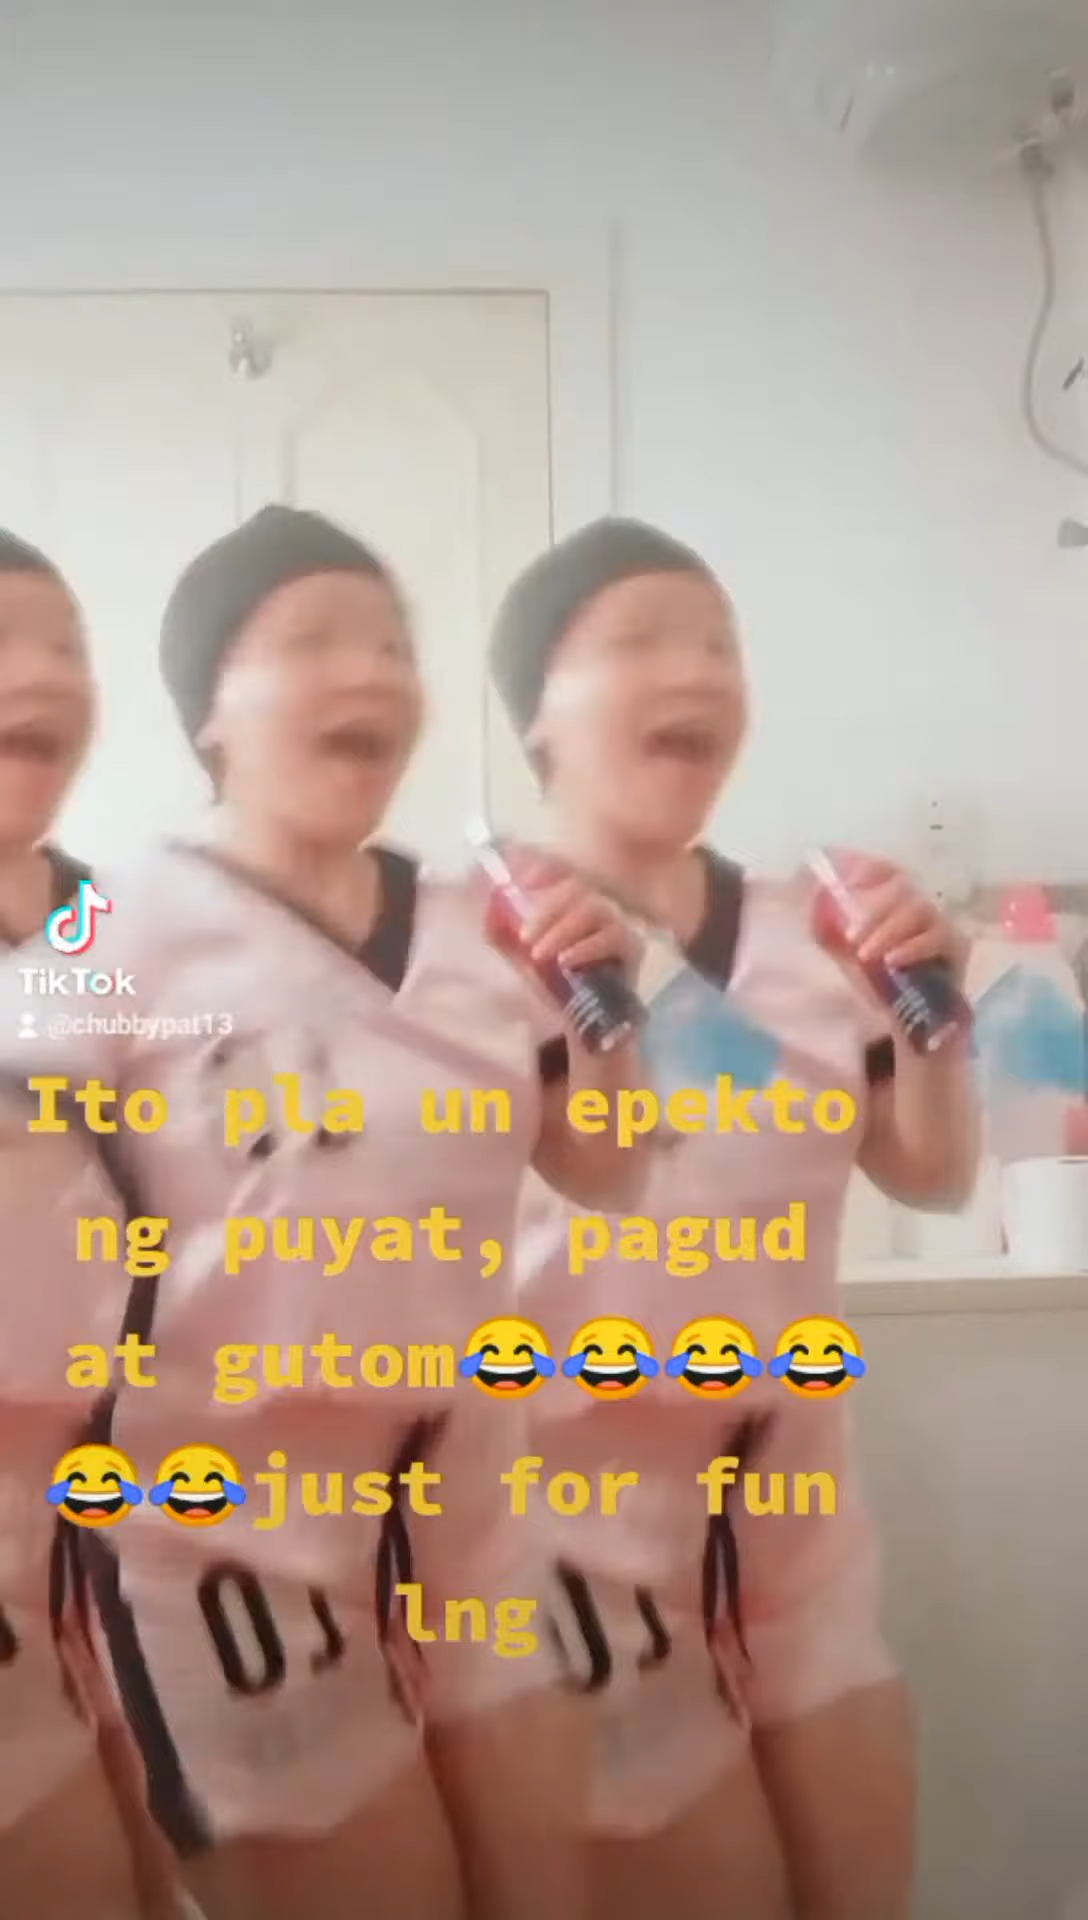 TikTok
@chubbypat13
Ito pla un epekto
ng puyat, pagud
at gutom😂😂😂😂
😂😂just for fun
lng